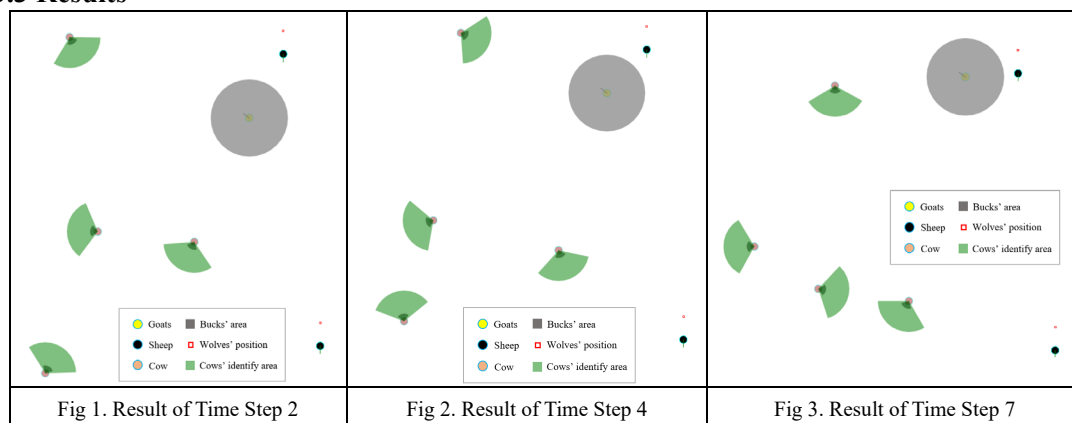 Results
Goats Bucks’ area
Sheep Wolves’ position
Cow Cows’ identify area
Goats Bucks’ area
Sheep Wolves’ position
Cow Cows’ identify area
Goats Bucks’ area
Sheep Wolves’ position
Cow Cows’ identify area
Fig 1. Result of Time Step 2
Fig 2. Result of Time Step 4
Fig 3. Result of Time Step 7